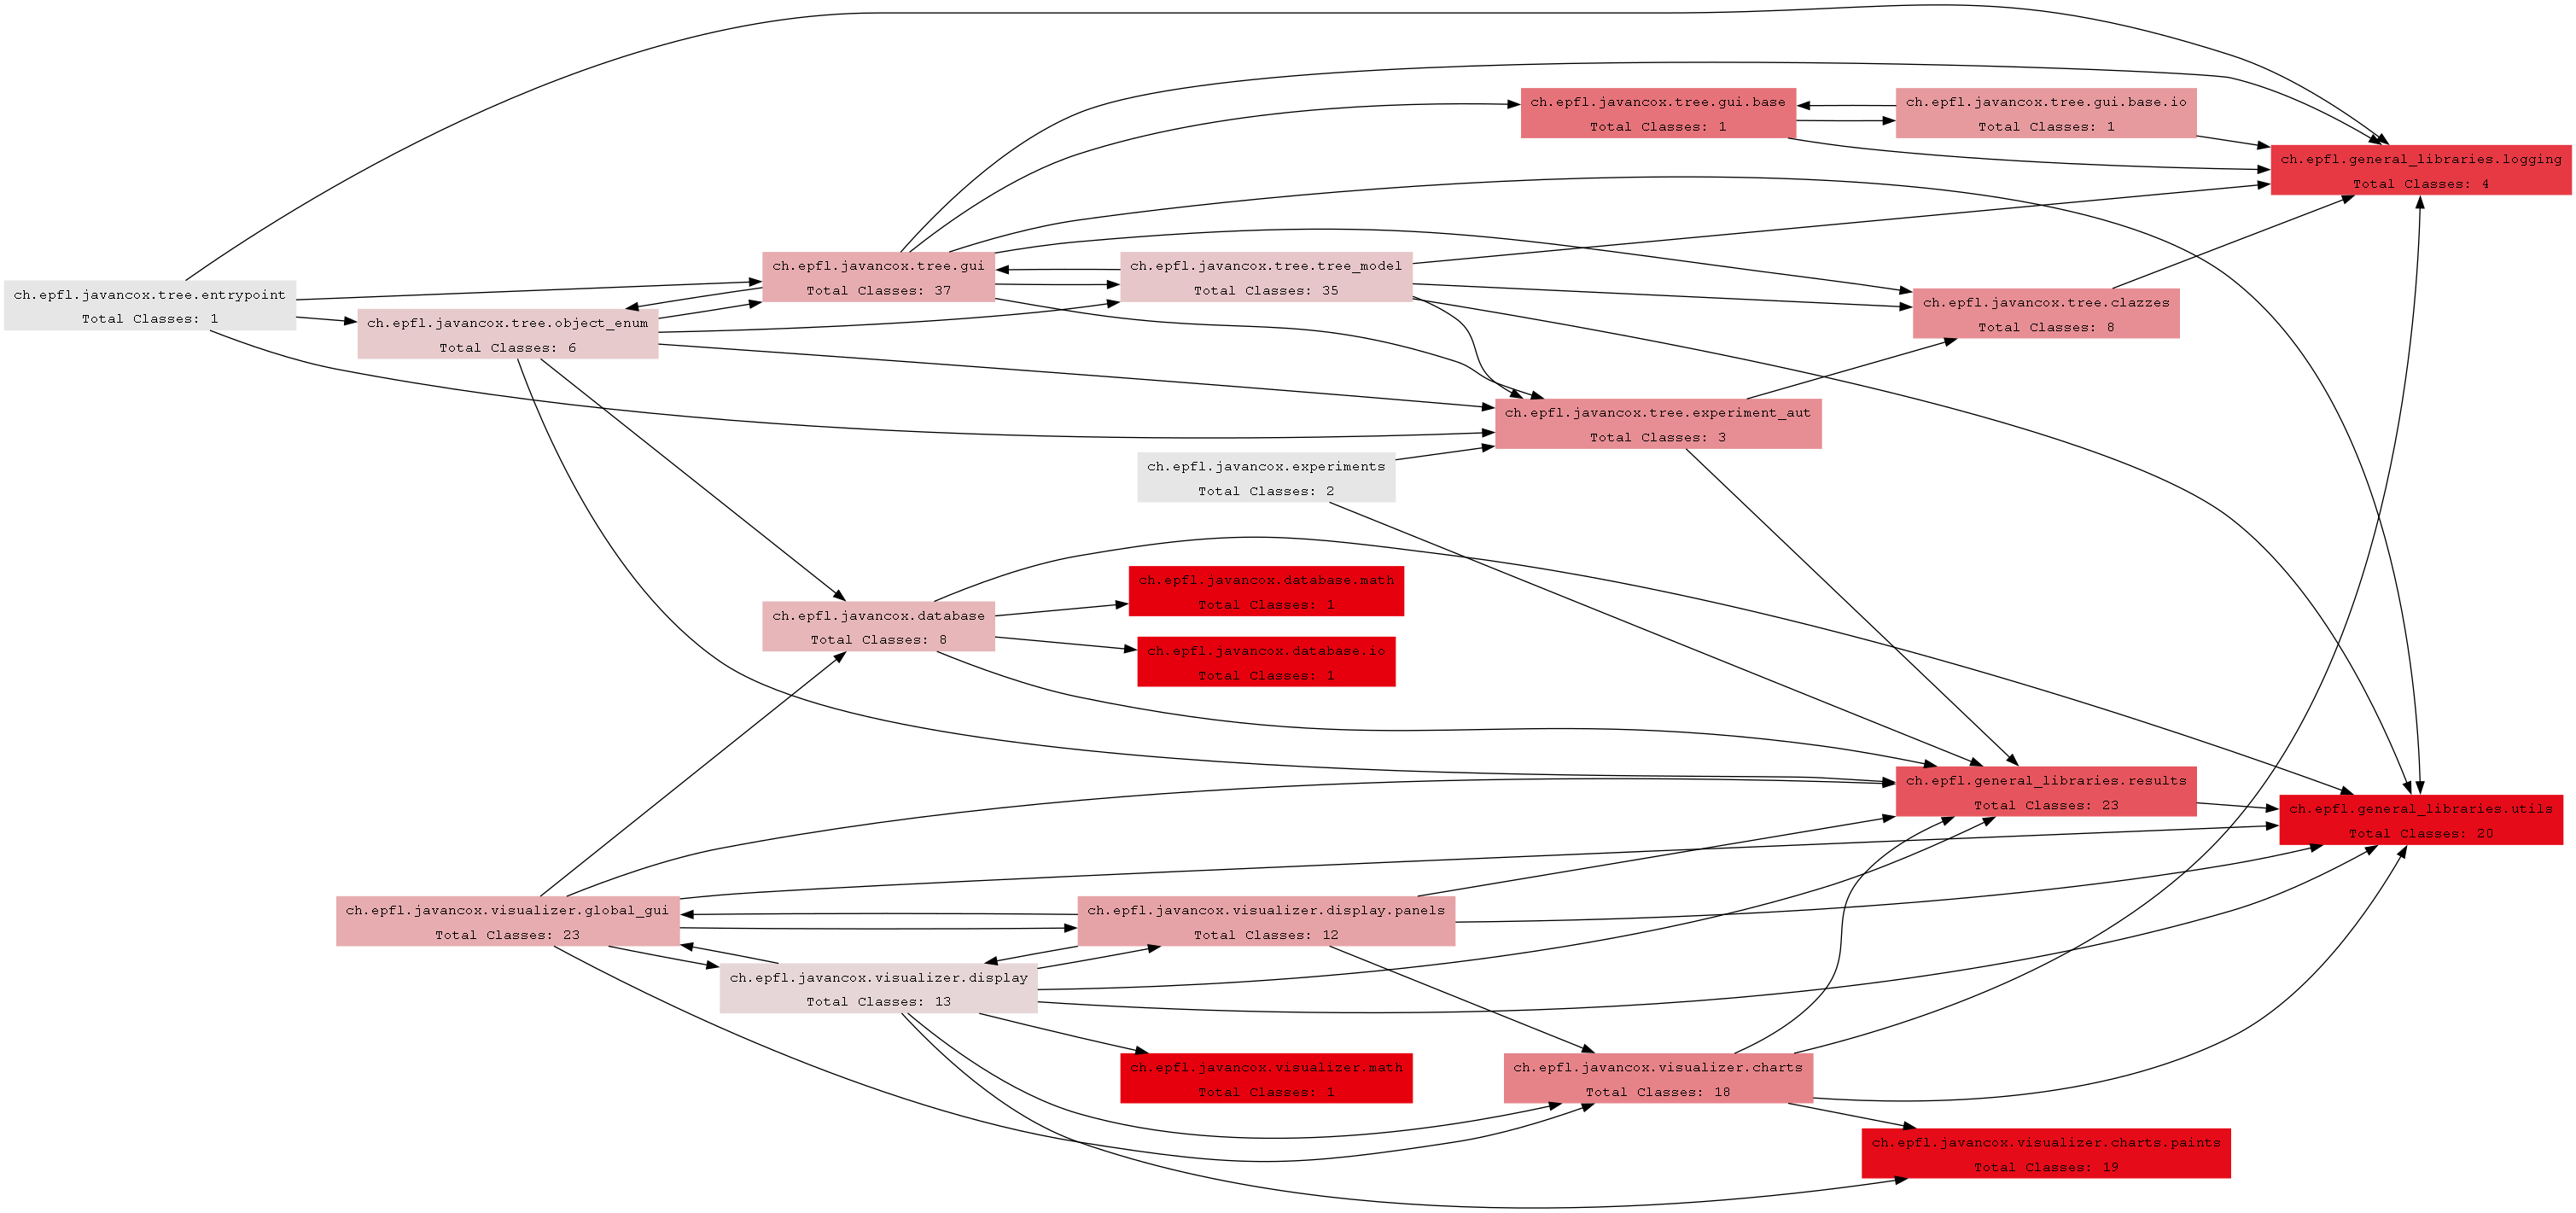 ch.epfl.javancox.tree.gui.base
Total Classes: 1
ch.epfl.javancox.tree.gui.base.io
Total Classes: 1
ch.epfl.general_libraries.logging
Total Classes: 4
ch.epfl.javancox.tree.gui
Total Classes: 37
ch.epfl.javancox.tree.tree_model
Total Classes: 35
ch.epfl.javancox.tree.entrypoint
Total Classes: 1
ch.epfl.javancox.tree.clazzes
Total Classes: 8
ch.epfl.javancox.tree.object_enum
Total Classes: 6
ch.epfl.javancox.tree.experiment_aut
Total Classes: 3
ch.epfl.javancox.experiments
Total Classes: 2
ch.epfl.javancox.database.math
Total Classes: 1
ch.epfl.javancox.database
Total Classes: 8
ch.epfl.javancox.database.io
Total Classes: 1
ch.epfl.general_libraries.results
Total Classes: 23
ch.epfl.general_libraries.utils
Total Classes: 20
ch.epfl.javancox.visualizer.global_gui
Total Classes: 23
ch.epfl.javancox.visualizer.display.panels
Total Classes: 12
ch.epfl.javancox.visualizer.display
Total Classes: 13
ch.epfl.javancox.visualizer.math
Total Classes: 1
ch.epfl.javancox.visualizer.charts
Total Classes: 18
ch.epfl.javancox.visualizer.charts.paints
Total Classes: 19